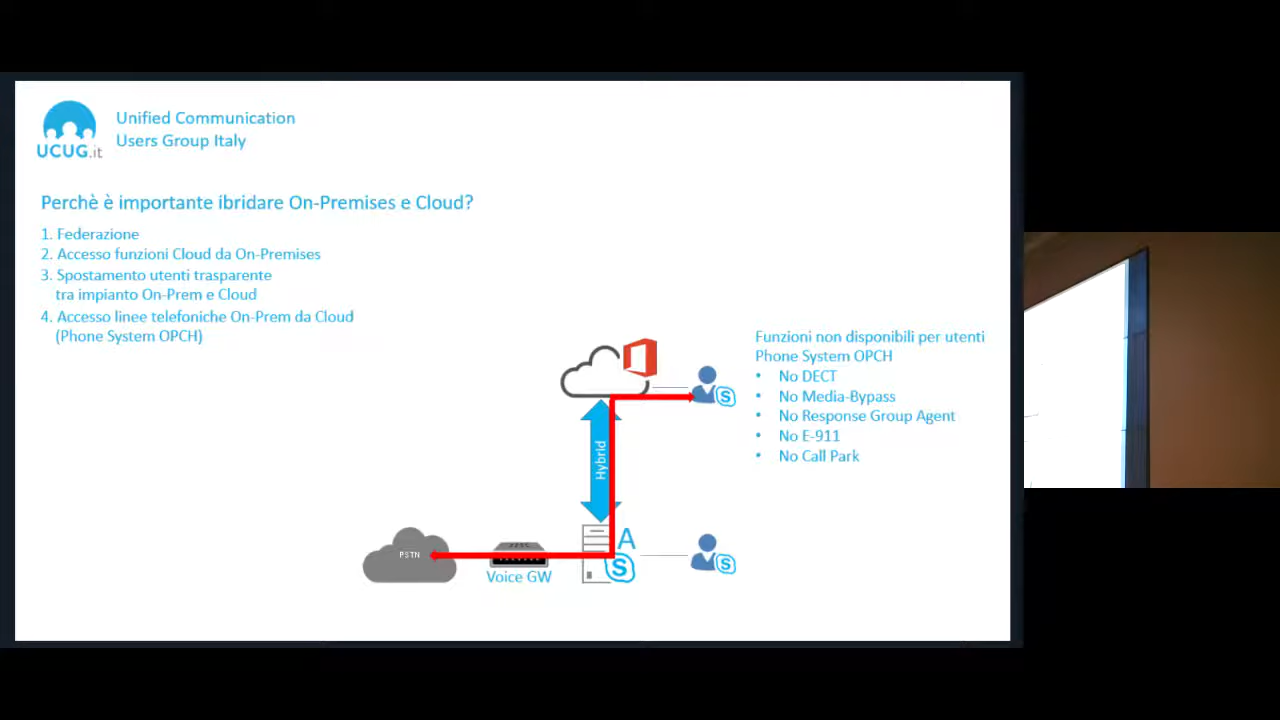 Unified Communication
Users Group Italy
UCUG.it
Perchè è importante ibridare On-Premises e Cloud?
1. Federazione
2. Accesso funzioni Cloud da On-Premises
3. Spostamento utenti trasparente
tra impianto On-Prem e Cloud
4. Accesso linee telefoniche On-Prem da Cloud
(Phone System OPCH)
Funzioni non disponibili per utenti
Phone System OPCH
• No DECT
• No Media-Bypass
• No Response Group Agent
• No E-911
• No Call Park
Hybrid
A
S
S
S
PSTN
Voice GW